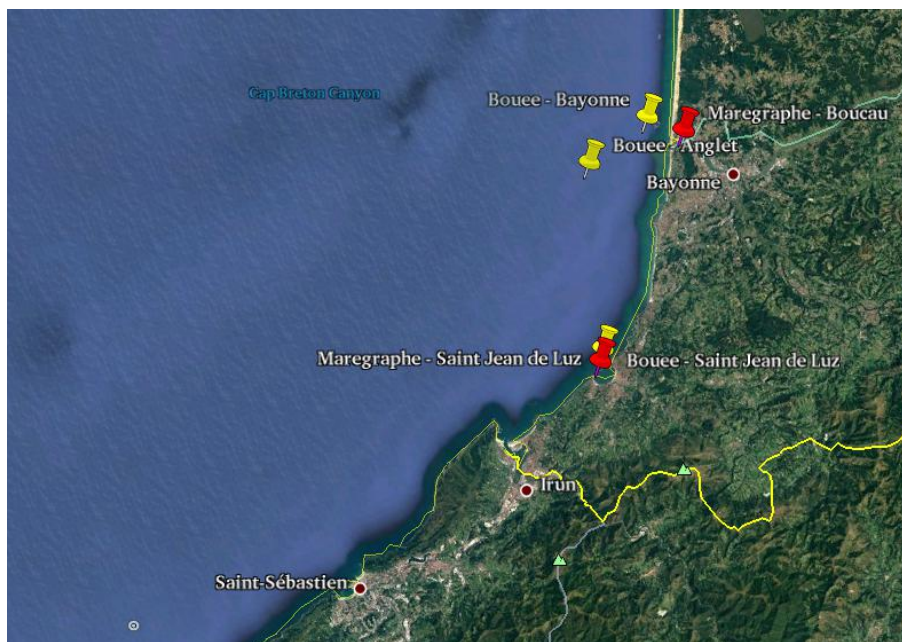 Cap Breton Canyon
Bouee - Bayonne
Maregraphe - Boucau
Bouee - Anglet
Bayonne
Maregraphe - Saint Jean de Luz
Bouee - Saint Jean de Luz
Irun
Saint-Sébastien